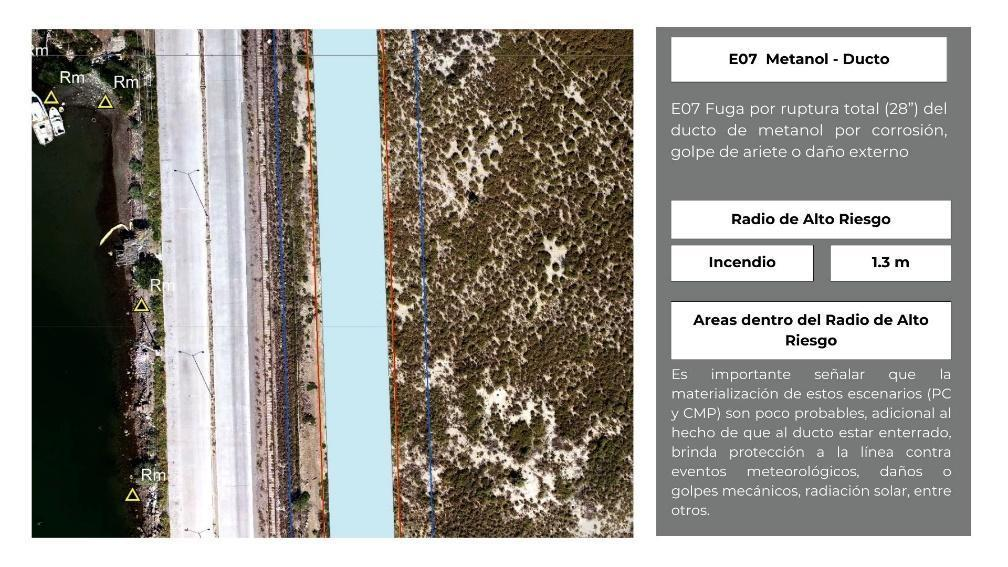 Rm
Rm
Rm
Rm
Rm
E07 Metanol - Ducto
E07 Fuga por ruptura total (28”) del
ducto de metanol por corrosión,
golpe de ariete o daño externo
Radio de Alto Riesgo
Incendio
1.3 m
Areas dentro del Radio de Alto
Riesgo
Es importante señalar que la
materialización de estos escenarios (PC
y CMP) son poco probables, adicional al
hecho de que al ducto estar enterrado,
brinda protección a la línea contra
eventos meteorológicos, daños o
golpes mecánicos, radiación solar, entre
otros.